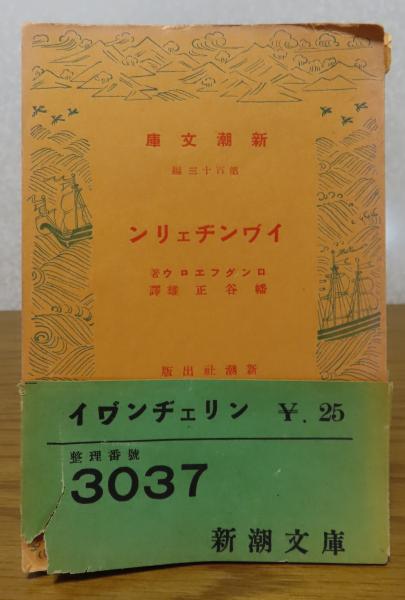 新潮文庫
第百十三編
イヴンヂェリン
ロングフエロウ著
幡谷正雄譯
新潮社出版
イヴンヂェリン ￥.25
整理番號
3037
新潮文庫